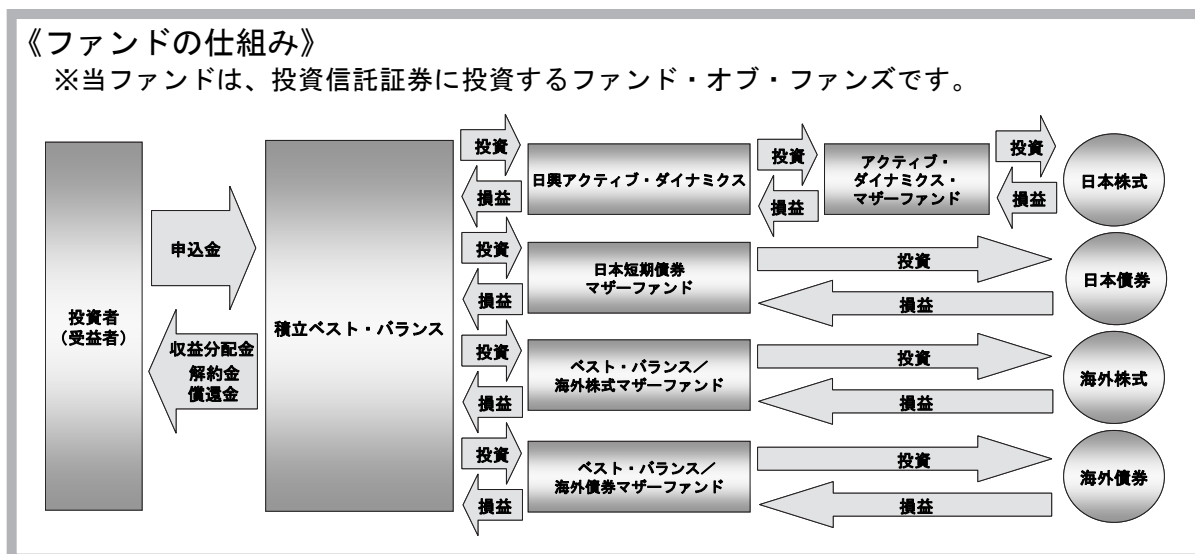 《ファンドの仕組み》
※当ファンドは、投資信託証券に投資するファンド・オブ・ファンズです。
投資者
(受益者)
申込金
収益分配金
解約金
償還金
積立ベスト・バランス
投資
損益
日興アクティブ・ダイナミクス
投資
損益
アクティブ・
ダイナミクス・
マザーファンド
投資
損益
日本株式
投資
損益
日本短期債券
マザーファンド
投資
損益
日本債券
投資
損益
ベスト・バランス/
海外株式マザーファンド
投資
損益
海外株式
投資
損益
ベスト・バランス/
海外債券マザーファンド
投資
損益
海外債券